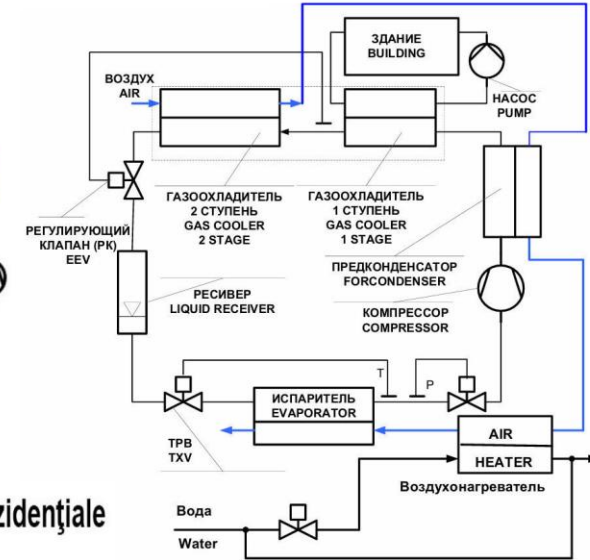 ЗДАНИЕ
BUILDING
ВОЗДУХ
AIR
НАСОС
PUMP
ГАЗООХЛАДИТЕЛЬ
2 СТУПЕНЬ
GAS COOLER
2 STAGE
ГАЗООХЛАДИТЕЛЬ
1 СТУПЕНЬ
GAS COOLER
1 STAGE
РЕГУЛИРУЮЩИЙ
КЛАПАН (РК)
EEV
ПРЕДКОНДЕНСАТОР
FORCONDENSER
РЕСИВЕР
LIQUID RECEIVER
КОМПРЕССОР
COMPRESSOR
T
P
ИСПАРИТЕЛЬ
EVAPORATOR
ТРВ
TXV
AIR
HEATER
Воздухонагреватель
zidenţiale
Вода
Water